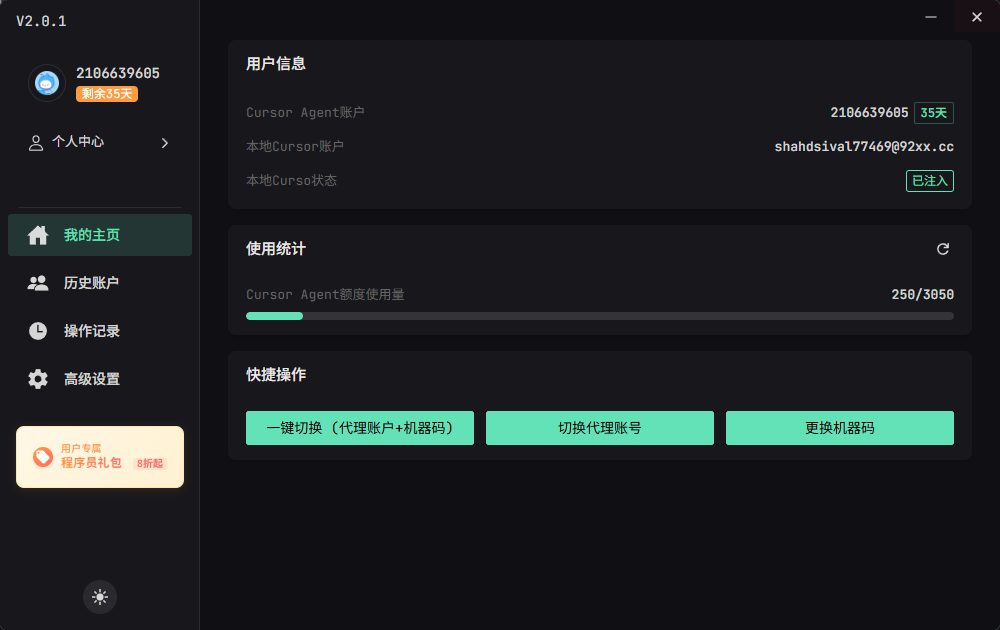 V2.0.1
2106639605
剩余35天
个人中心
我的主页
历史账户
操作记录
高级设置
用户专属
程序员礼包 8折起
用户信息
Cursor Agent账户 2106639605 35天
本地Cursor账户 shahdsival77469@92xx.cc
本地Curso状态 已注入
使用统计
Cursor Agent额度使用量 250/3050
快捷操作
一键切换 (代理账户+机器码) 切换代理账号 更换机器码